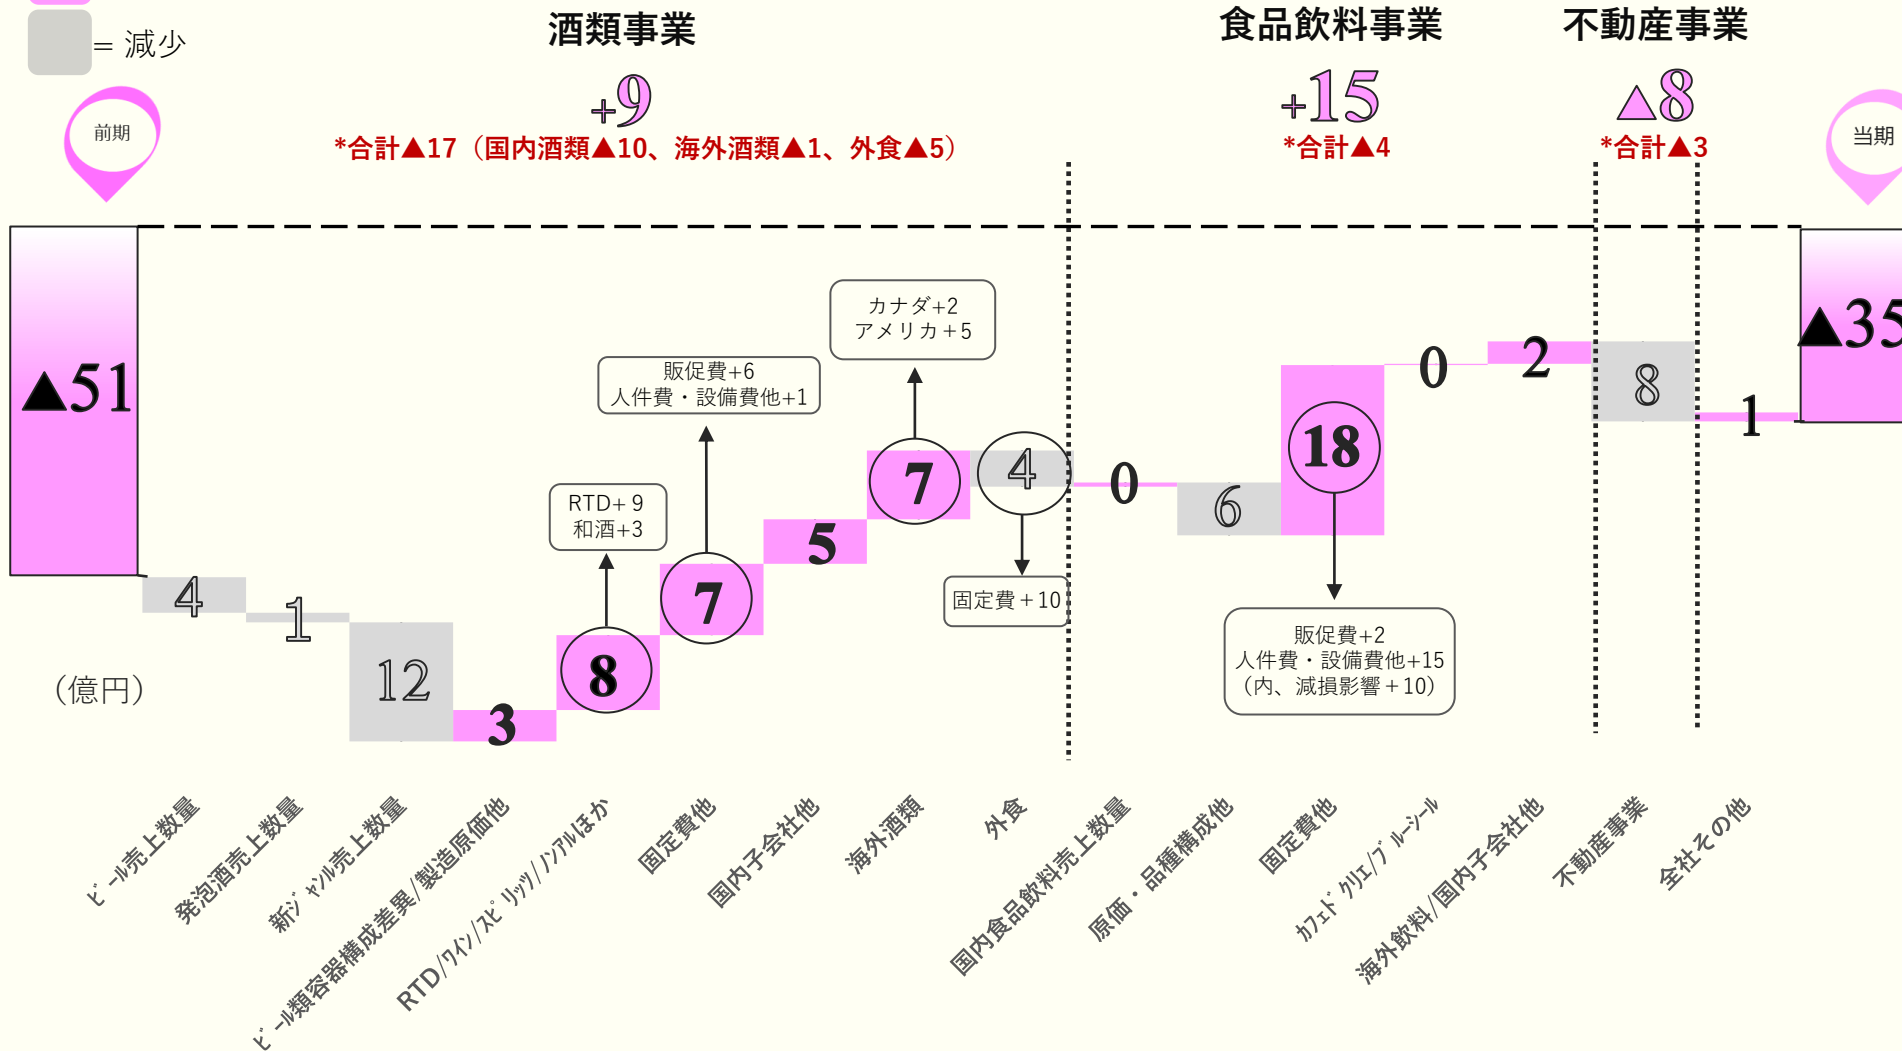 = 減少
酒類事業
食品飲料事業
不動産事業
+9
+15
▲8
*合計▲17（国内酒類▲10、海外酒類▲1、外食▲5）
*合計▲4
*合計▲3
前期
当期
▲51
▲35
カナダ+2
アメリカ+5
販促費+6
人件費・設備費他+1
RTD+9
和酒+3
固定費+10
販促費+2
人件費・設備費他+15
（内、減損影響+10）
4
1
12
3
8
7
5
7
4
0
6
18
0
2
8
1
（億円）
ﾋﾞｰﾙ売上数量
発泡酒売上数量
新ｼﾞｬﾝﾙ売上数量
ﾋﾞｰﾙ類容器構成差異/製造原価他
RTD/ﾜｲﾝ/ｽﾋﾟﾘｯﾂ/ﾉﾝｱﾙほか
固定費他
国内子会社他
海外酒類
外食
国内食品飲料売上数量
原価・品種構成他
固定費他
ｶﾌｪﾄﾞｸﾘｴ/ﾌﾞﾙｰｼｰﾙ
海外飲料/国内子会社他
不動産事業
全社その他